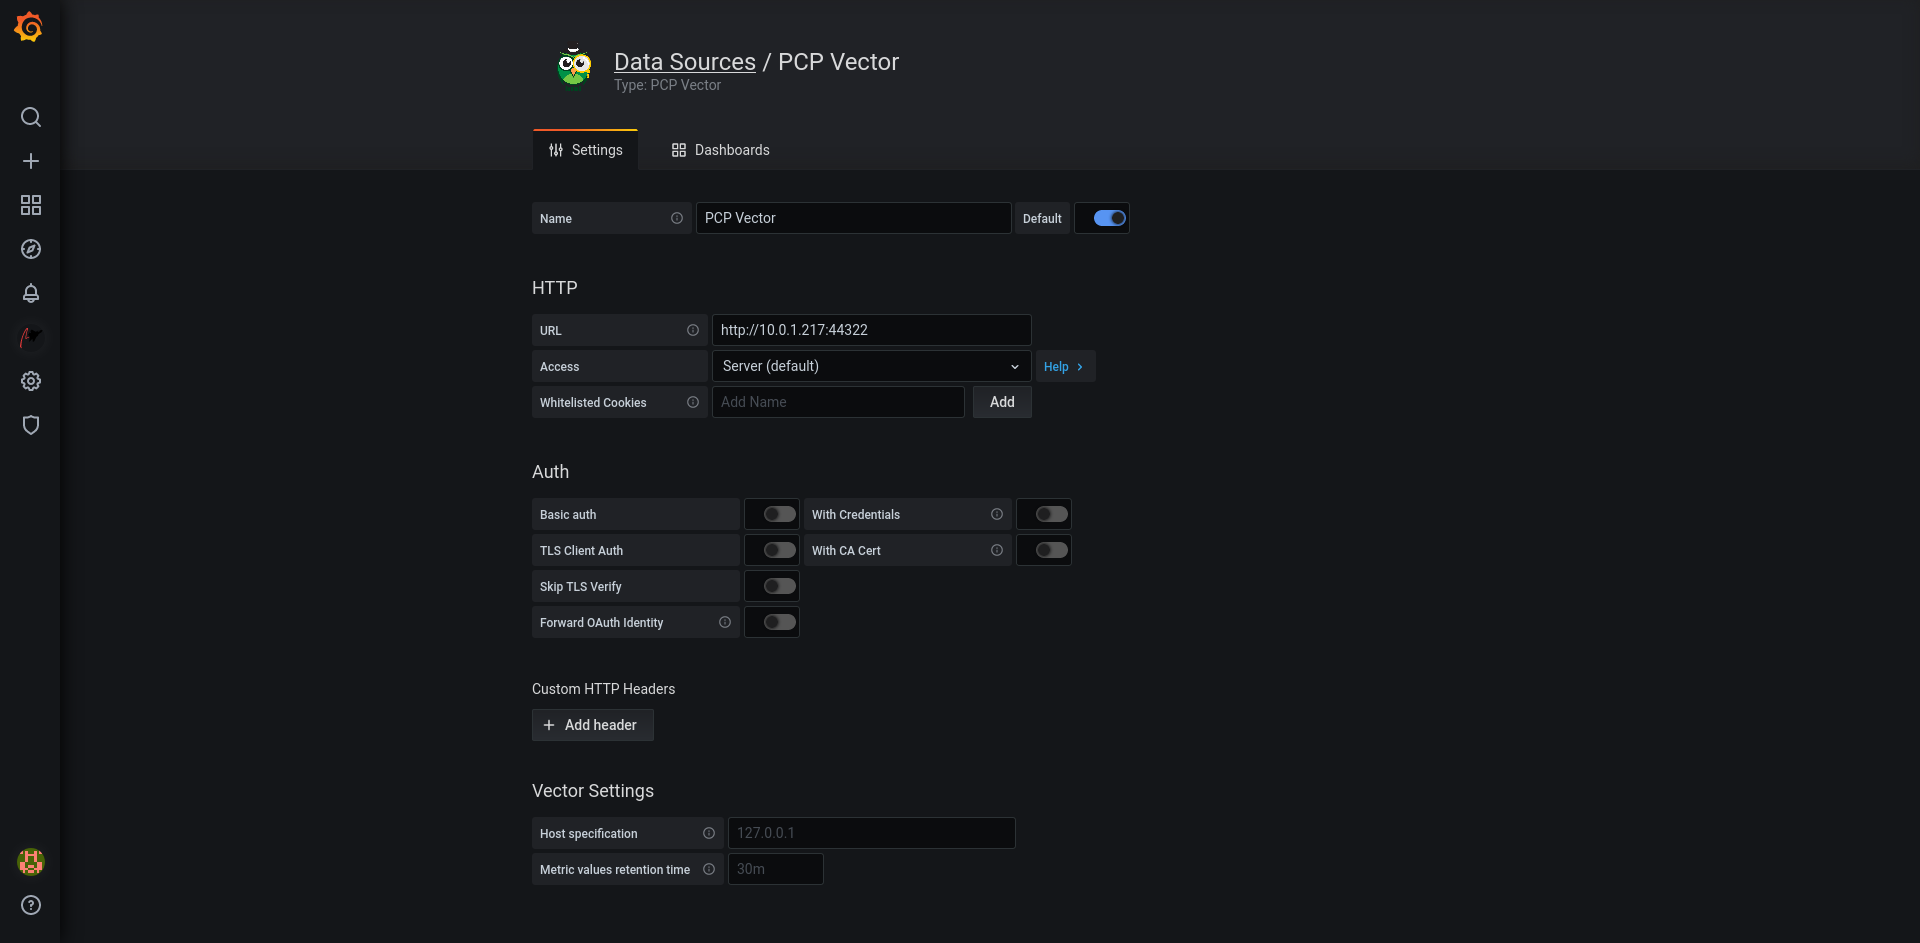 Data Sources / PCP Vector
Type: PCP Vector
Settings Dashboards
Name PCP Vector Default
HTTP
URL http://10.0.1.217:44322
Access Server (default) Help
Whitelisted Cookies Add Name Add
Auth
Basic auth With Credentials
TLS Client Auth With CA Cert
Skip TLS Verify
Forward OAuth Identity
Custom HTTP Headers
Add header
Vector Settings
Host specification 127.0.0.1
Metric values retention time 30m